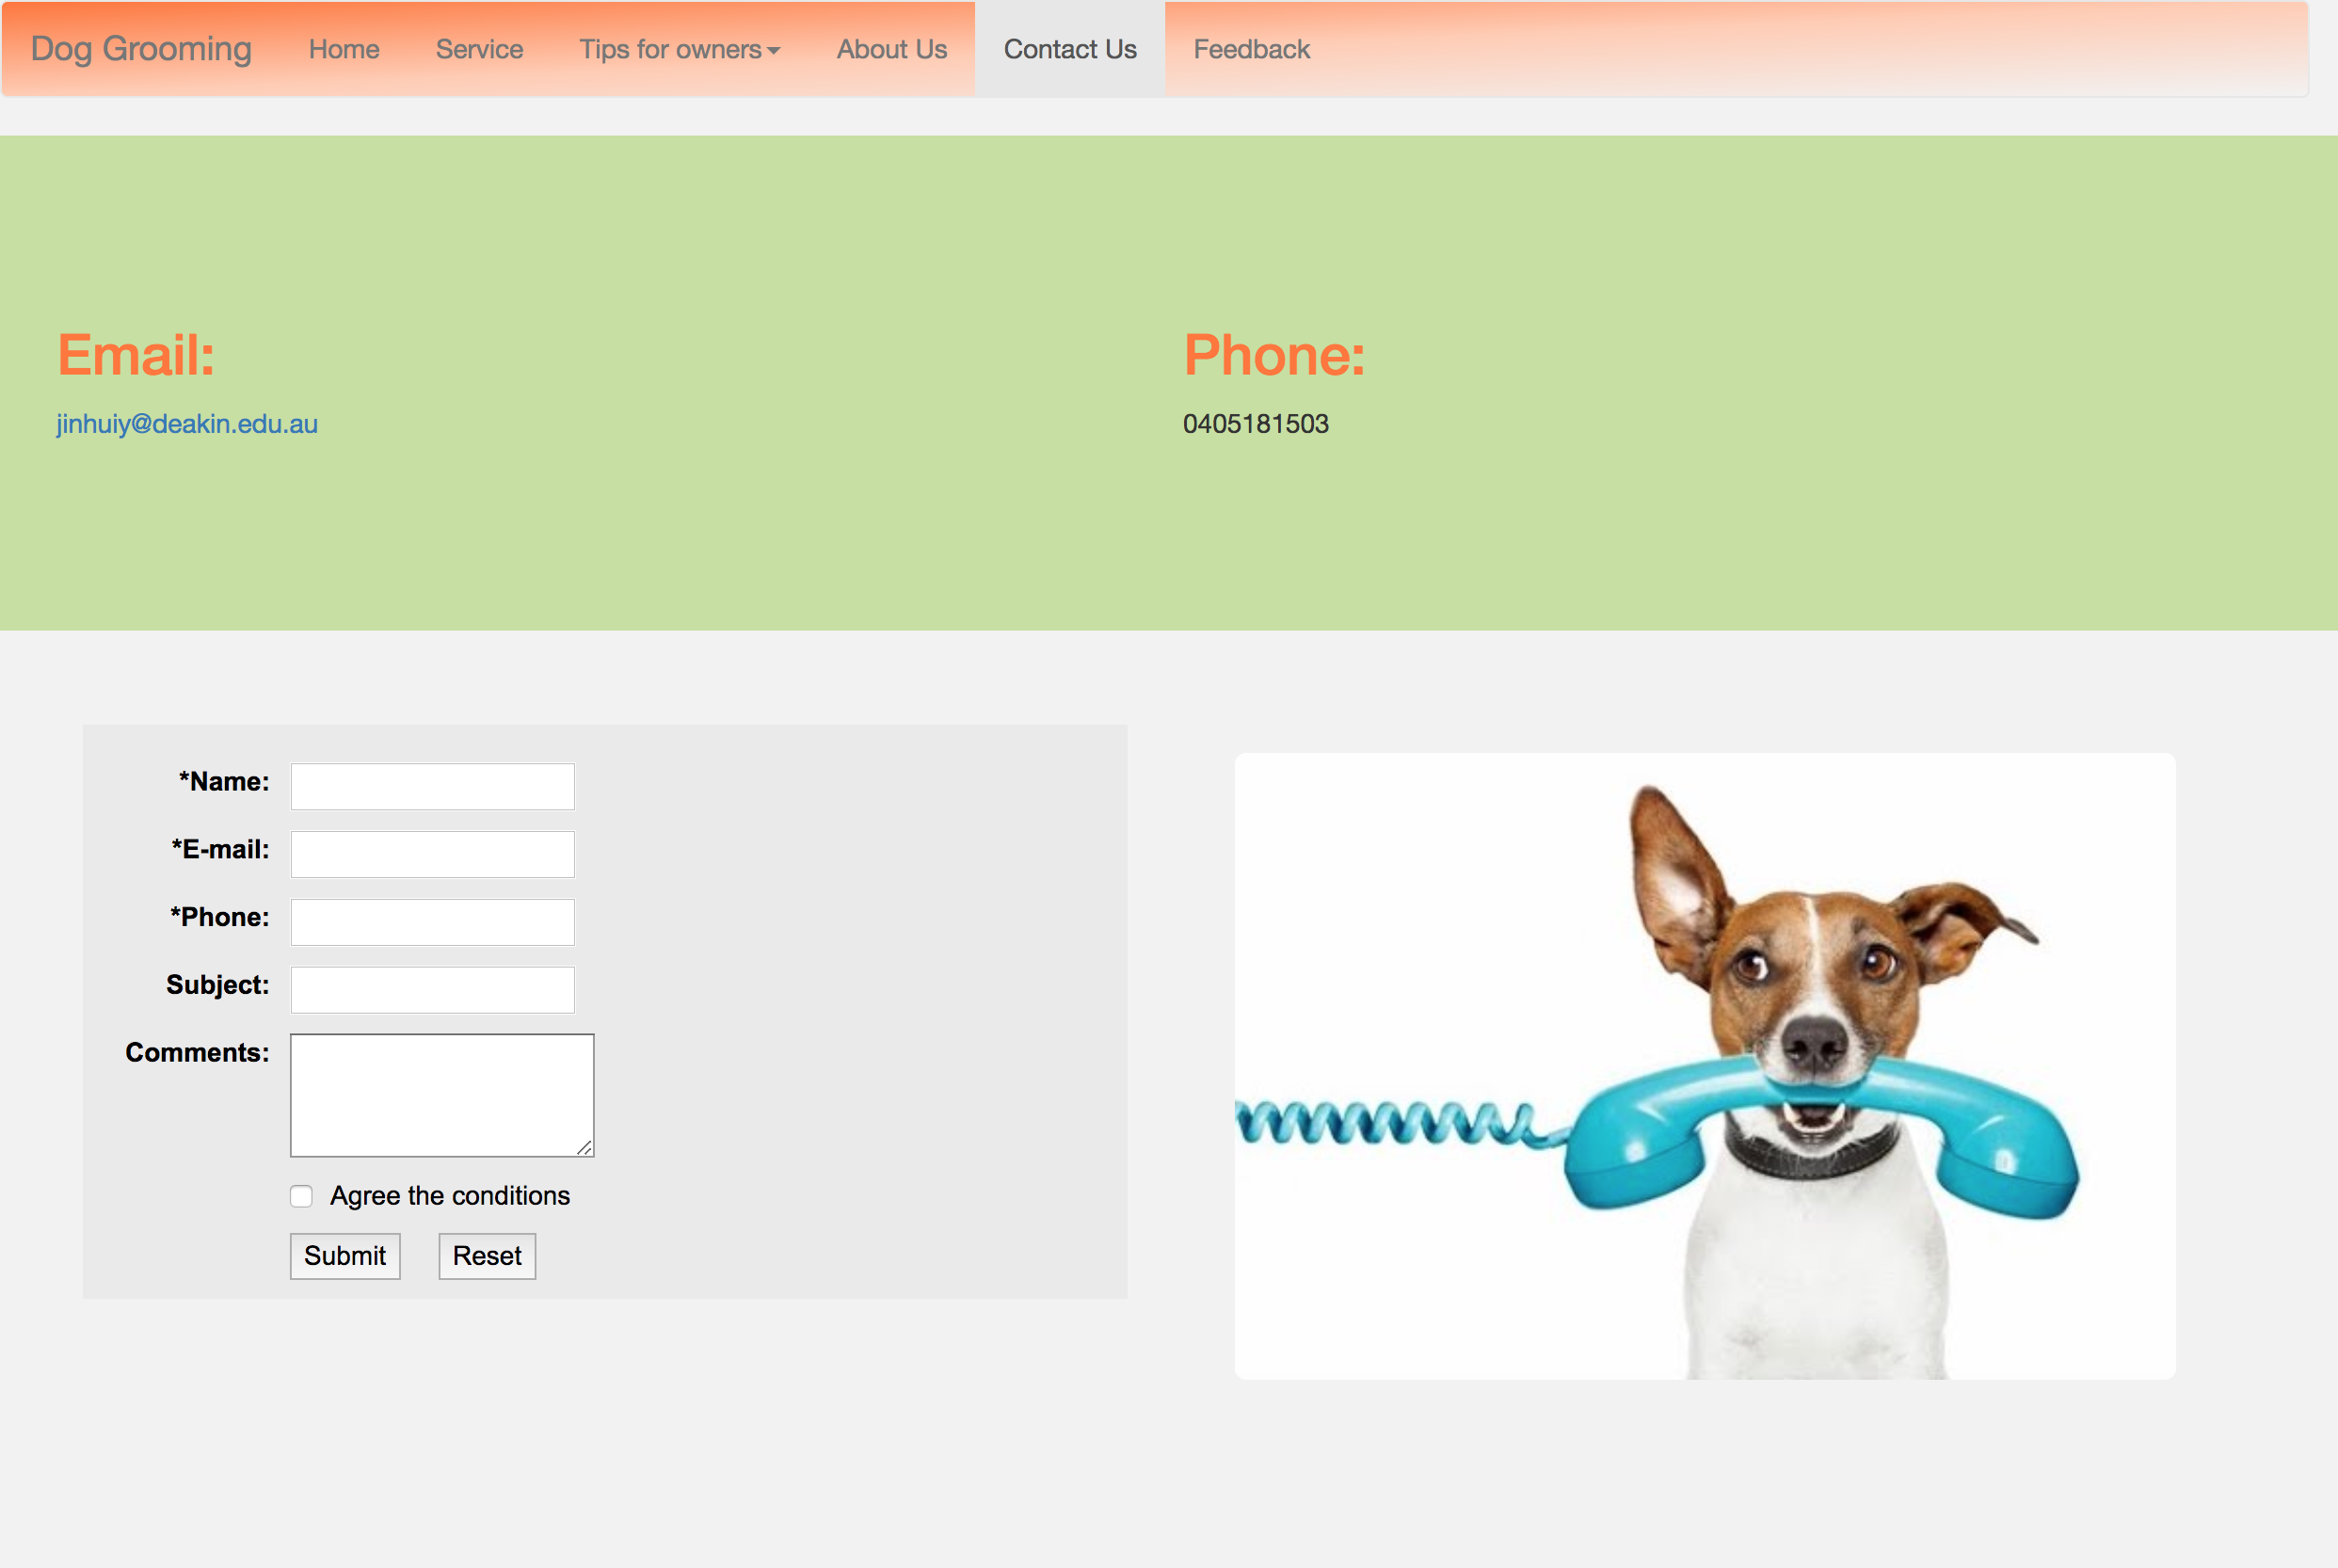 Dog Grooming Home Service Tips for owners About Us Contact Us Feedback
Email:
jinhuiy@deakin.edu.au
Phone:
0405181503
*Name:
*E-mail:
*Phone:
Subject:
Comments:
Agree the conditions
Submit Reset